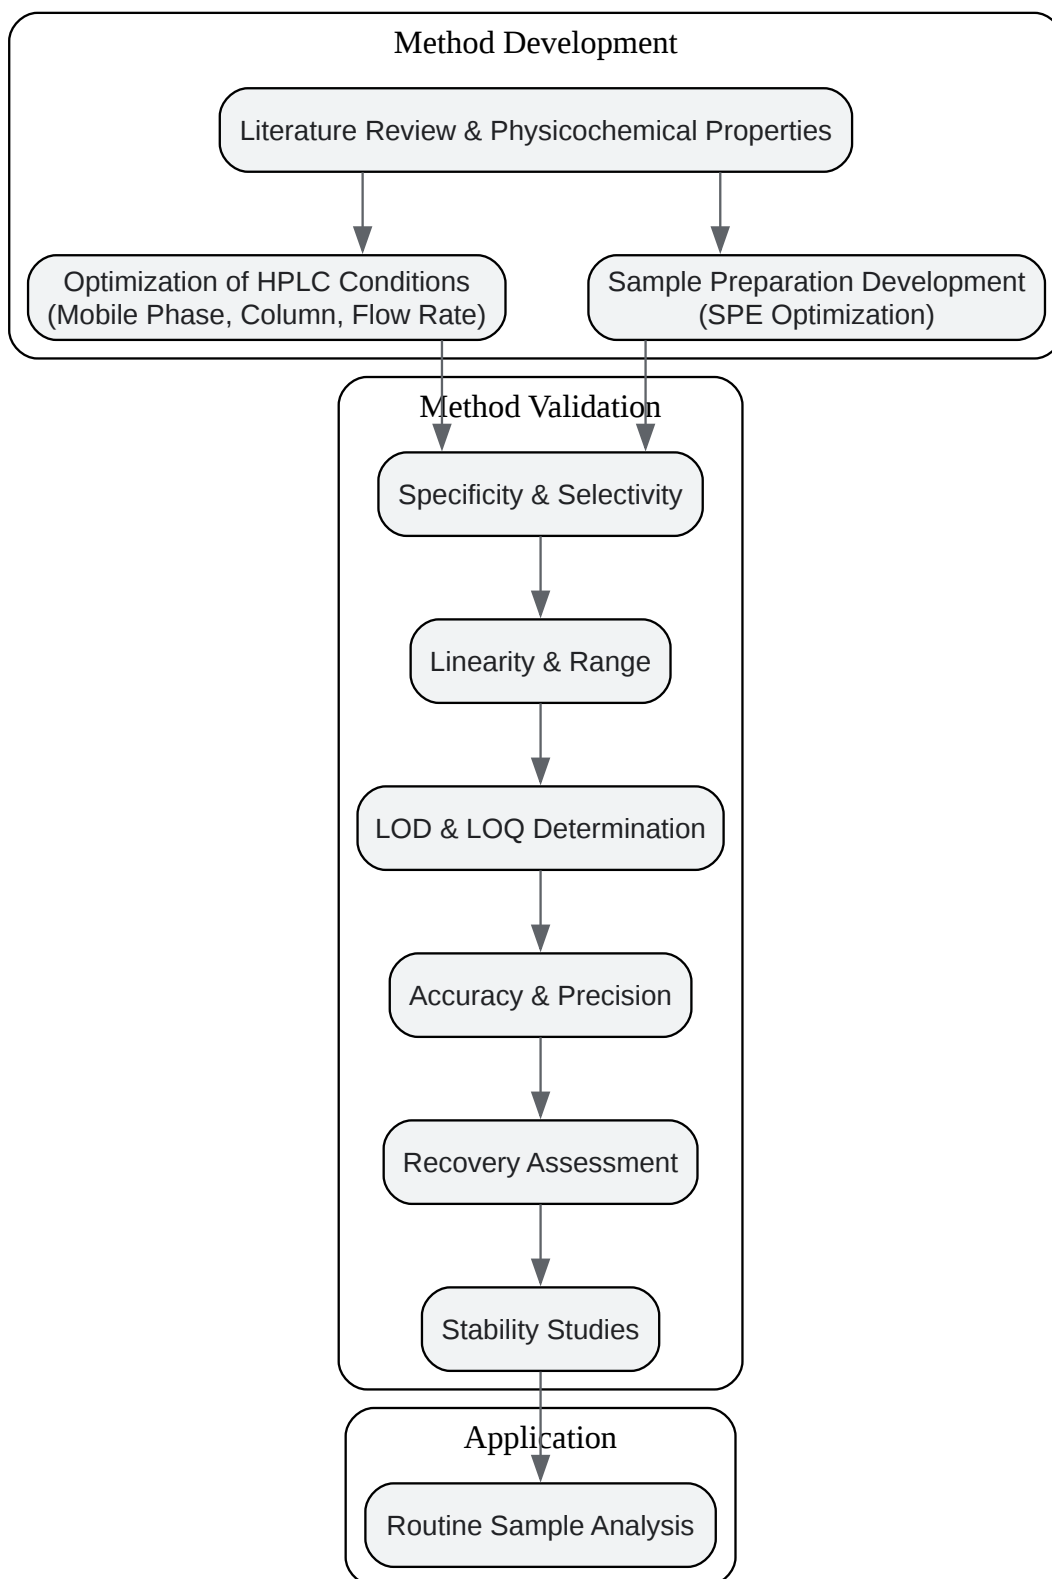 Method Development
Literature Review & Physicochemical Properties
Optimization of HPLC Conditions
(Mobile Phase, Column, Flow Rate)
Sample Preparation Development
(SPE Optimization)
Method Validation
Specificity & Selectivity
Linearity & Range
LOD & LOQ Determination
Accuracy & Precision
Recovery Assessment
Stability Studies
Application
Routine Sample Analysis